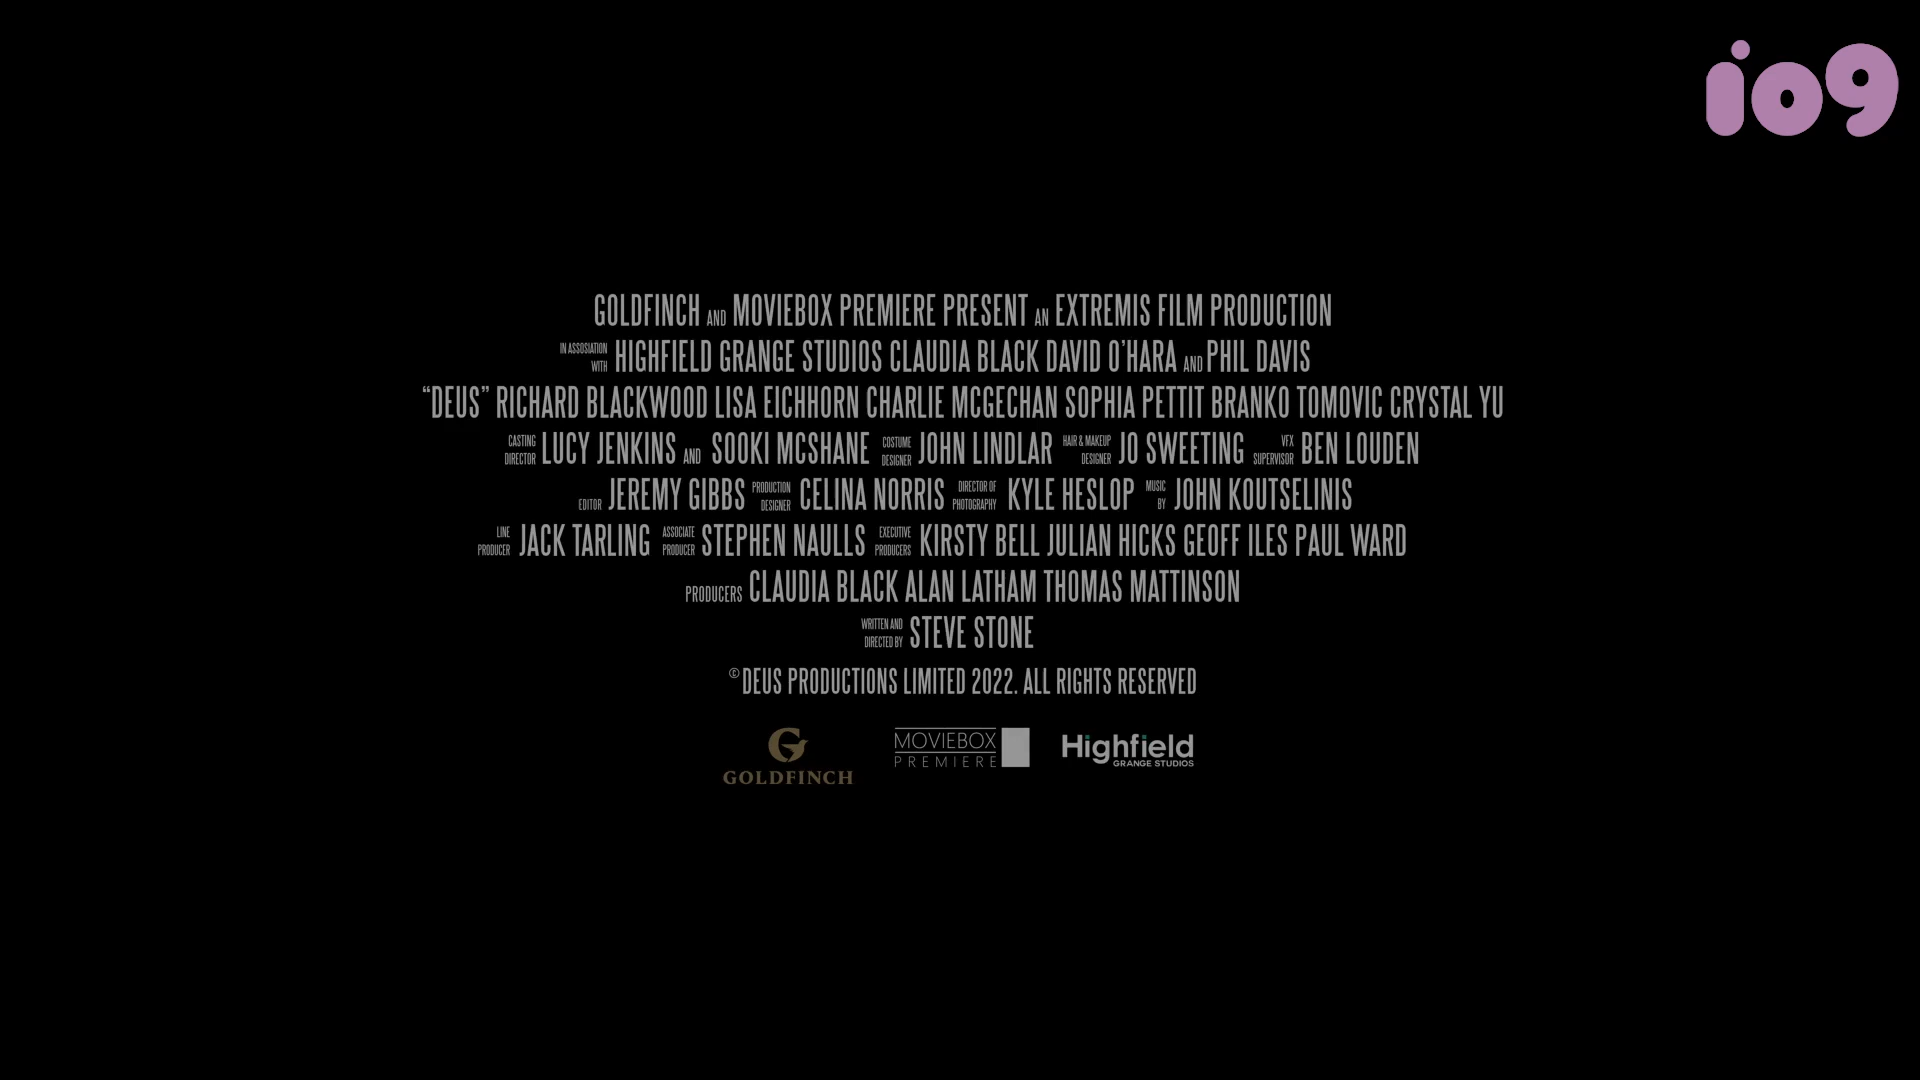 io9
GOLDFINCH AND MOVIEBOX PREMIERE PRESENT AN EXTREMIS FILM PRODUCTION
IN ASSOSIATION WITH HIGHFIELD GRANGE STUDIOS CLAUDIA BLACK DAVID O'HARA AND PHIL DAVIS
“DEUS” RICHARD BLACKWOOD LISA EICHHORN CHARLIE MCGECHAN SOPHIA PETTIT BRANKO TOMOVIC CRYSTAL YU
CASTING DIRECTOR LUCY JENKINS AND SOOKI MCSHANE COSTUME DESIGNER JOHN LINDLAR HAIR & MAKEUP DESIGNER JO SWEETING VFX SUPERVISOR BEN LOUDEN
EDITOR JEREMY GIBBS PRODUCTION DESIGNER CELINA NORRIS DIRECTOR OF PHOTOGRAPHY KYLE HESLOP MUSIC BY JOHN KOUTSELINIS
LINE PRODUCER JACK TARLING ASSOCIATE PRODUCER STEPHEN NAULLS EXECUTIVE PRODUCERS KIRSTY BELL JULIAN HICKS GEOFF ILES PAUL WARD
PRODUCERS CLAUDIA BLACK ALAN LATHAM THOMAS MATTINSON
WRITTEN AND DIRECTED BY STEVE STONE
© DEUS PRODUCTIONS LIMITED 2022. ALL RIGHTS RESERVED
GOLDFINCH
MOVIEBOX
PREMIERE
Highfield
GRANGE STUDIOS